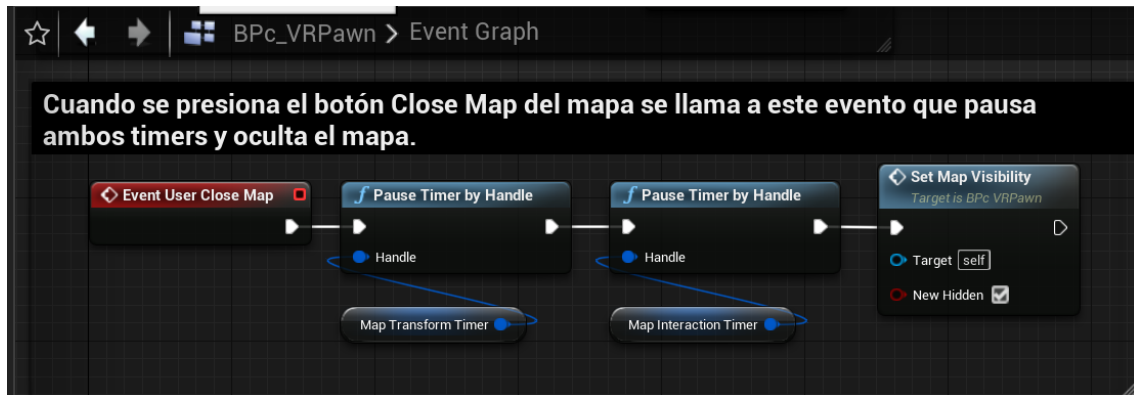 BPc_VRPawn > Event Graph
Cuando se presiona el botón Close Map del mapa se llama a este evento que pausa
ambos timers y oculta el mapa.
Event User Close Map
f Pause Timer by Handle
Handle
Map Transform Timer
f Pause Timer by Handle
Handle
Map Interaction Timer
Set Map Visibility
Target is BPc VRPawn
Target self
New Hidden